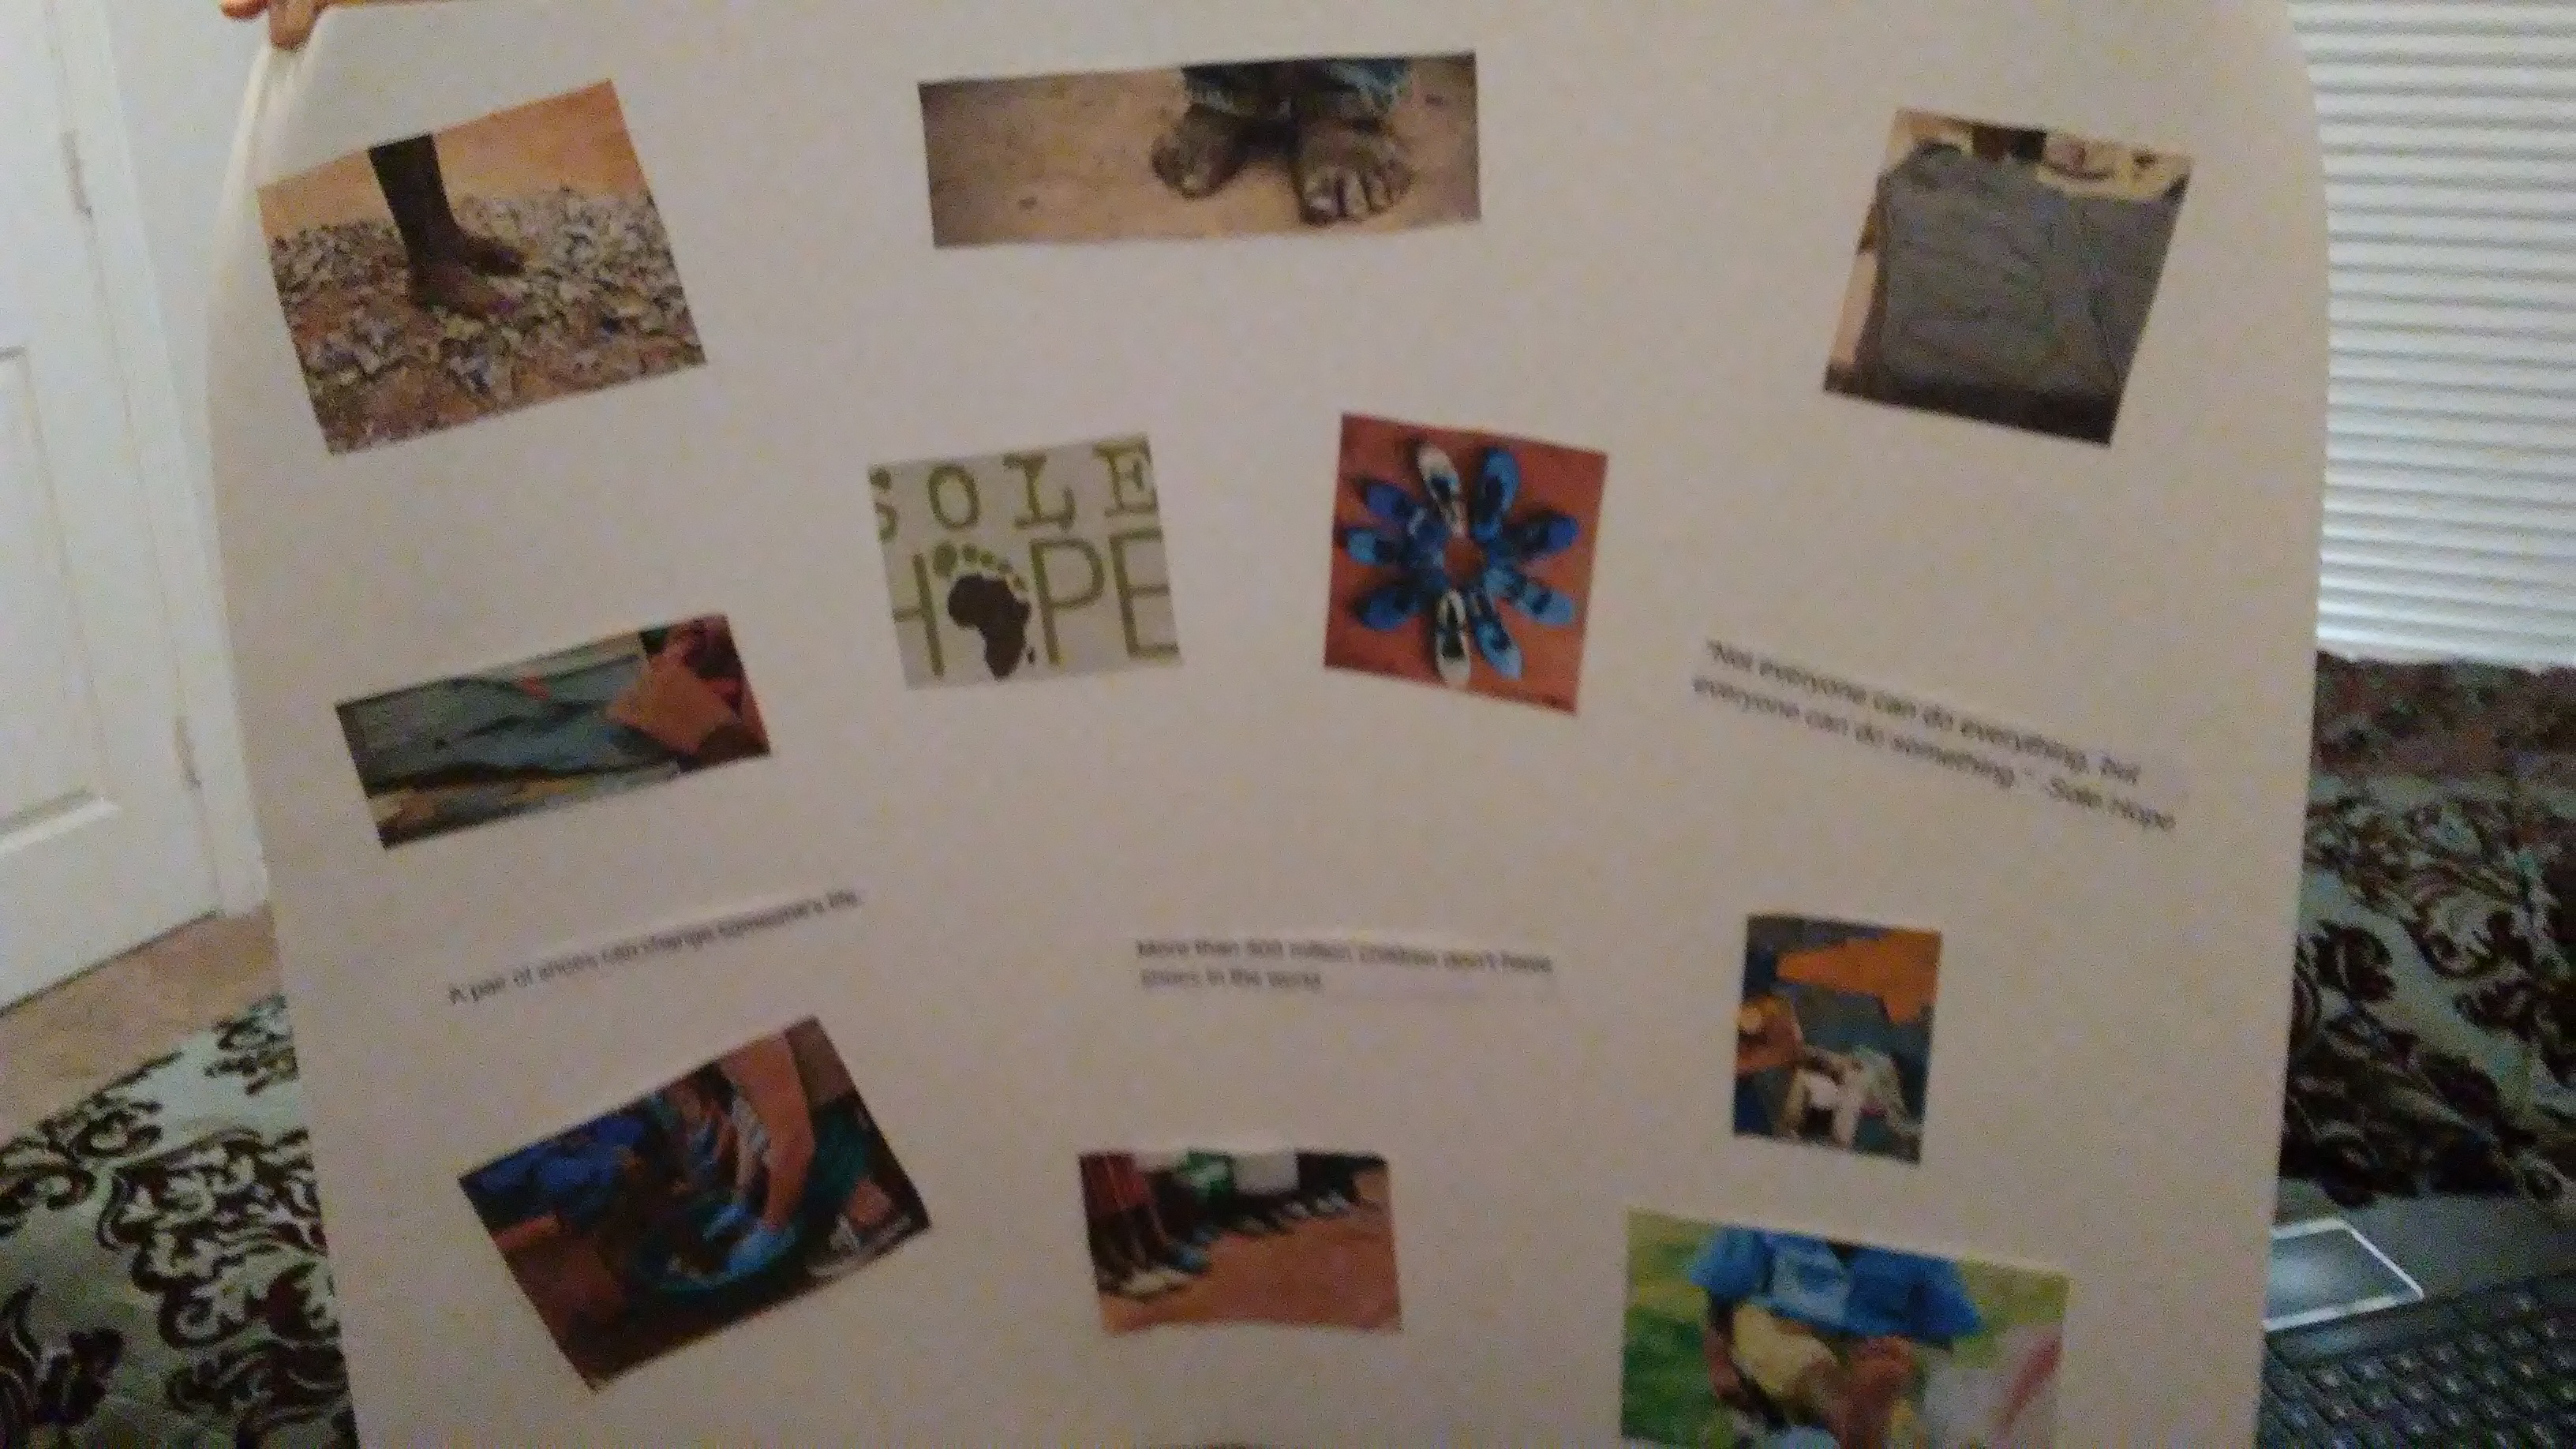 SOLE
HOPE
"Not everyone can do everything, but
everyone can do something." -Sole Hope
A pair of shoes can change someone's life.
More than million children don't have
shoes in the world